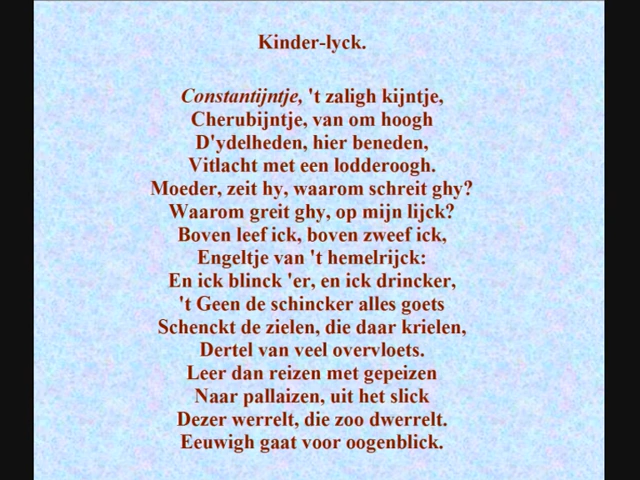 Kinder-lyck.
Constantijntje, 't zaligh kijntje,
Cherubijntje, van om hoogh
D'ydelheden, hier beneden,
Vitlacht met een lodderoogh.
Moeder, zeit hy, waarom schreit ghy?
Waarom greit ghy, op mijn lijck?
Boven leef ick, boven zweef ick,
Engeltje van 't hemelrijck:
En ick blinck 'er, en ick drincker,
't Geen de schincker alles goets
Schenckt de zielen, die daar krielen,
Dertel van veel overvloets.
Leer dan reizen met gepeizen
Naar pallaizen, uit het slick
Dezer werrelt, die zoo dwerrelt.
Eeuwigh gaat voor oogenblick.